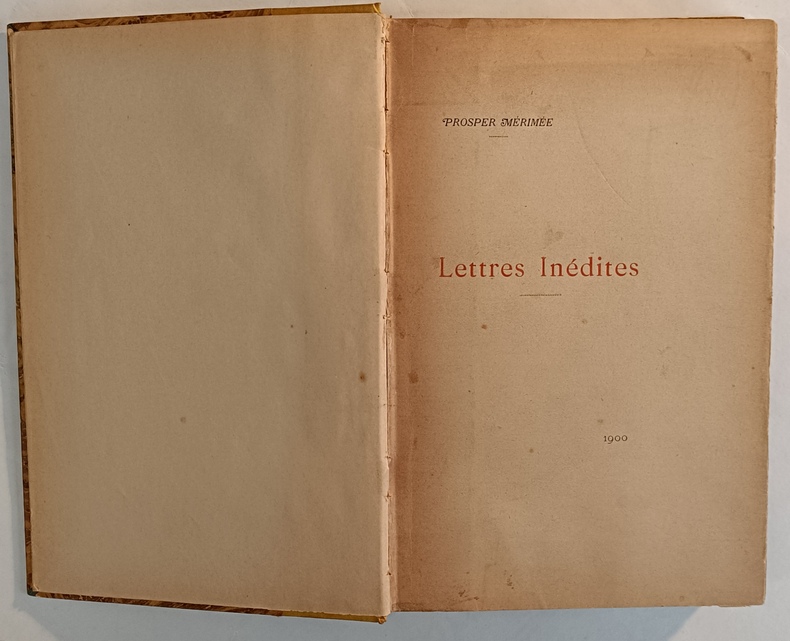 PROSPER MÉRIMÉE
Lettres Inédites
1900